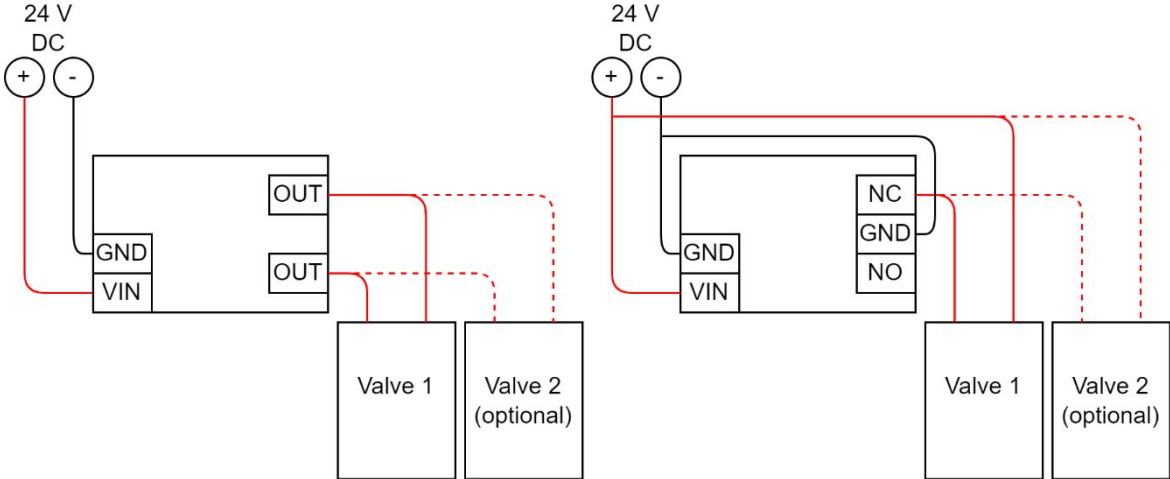 24 V
DC
+ -
OUT
GND
OUT
VIN
Valve 1
Valve 2
(optional)
24 V
DC
+ -
NC
GND
GND
NO
VIN
Valve 1
Valve 2
(optional)